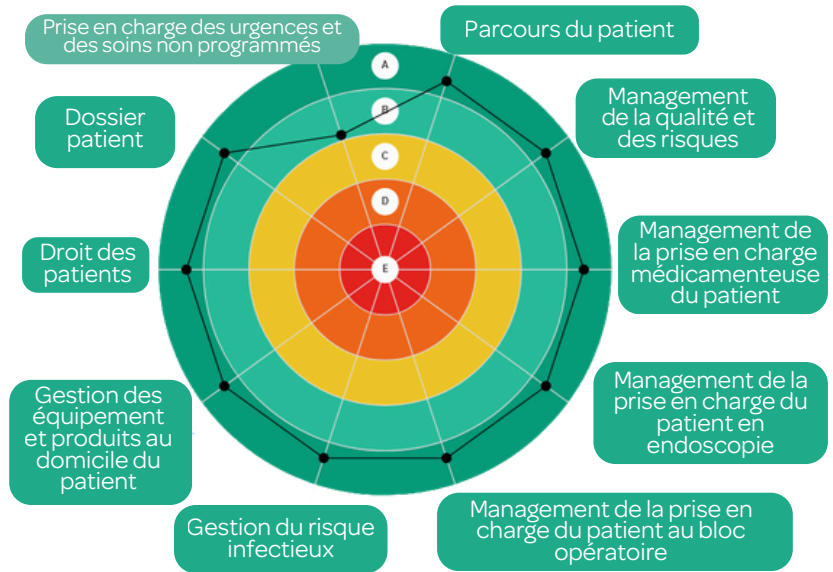 Prise en charge des urgences et
des soins non programmés
Parcours du patient
A
Management
de la qualité et
des risques
B
Dossier
patient
C
D
Droit des
patients
E
Management de
la prise en charge
médicamenteuse
du patient
Gestion des
équipement
et produits au
domicile du
patient
Management de la
prise en charge du
patient en
endoscopie
Gestion du risque
infectieux
Management de la prise en
charge du patient au bloc
opératoire